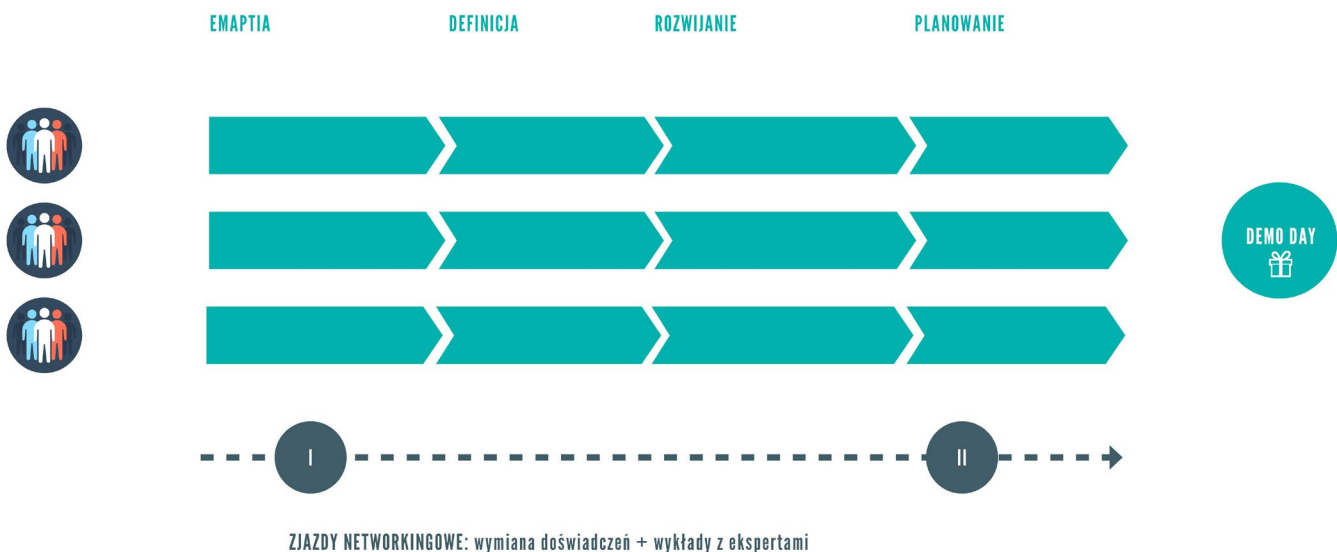 EMAPTIA
DEFINICJA
ROZWIJANIE
PLANOWANIE
DEMO DAY
I
II
ZJAZDY NETWORKINGOWE: wymiana doświadczeń + wykłady z ekspertami